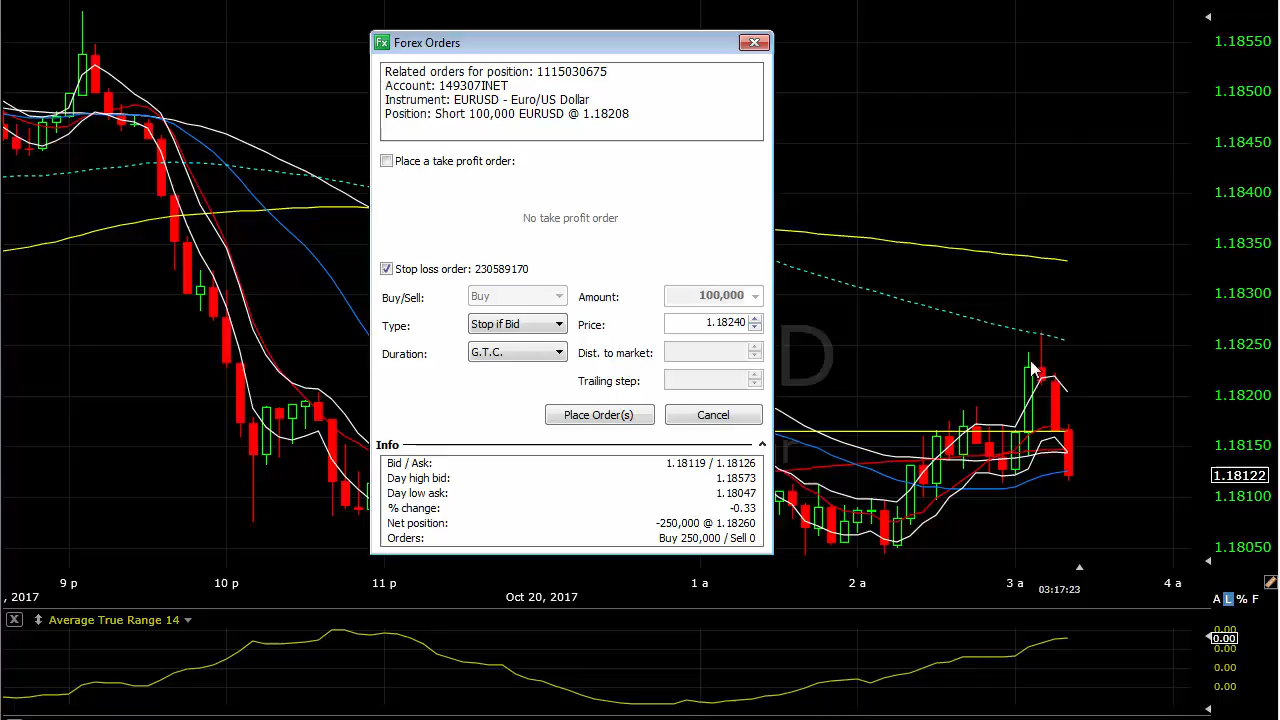 Forex Orders
Related orders for position: 1115030675
Account: 149307INET
Instrument: EURUSD - Euro/US Dollar
Position: Short 100,000 EURUSD @ 1.18208
Place a take profit order:
No take profit order
Stop loss order: 230589170
Buy/Sell: Buy Amount: 100,000
Type: Stop if Bid Price: 1.18240
Duration: G.T.C. Dist. to market:
Trailing step:
Place Order(s) Cancel
Info
Bid / Ask: 1.18119 / 1.18126
Day high bid: 1.18573
Day low ask: 1.18047
% change: -0.33
Net position: -250,000 @ 1.18260
Orders: Buy 250,000 / Sell 0
1.18550
1.18500
1.18450
1.18400
1.18350
1.18300
1.18250
1.18200
1.18150
1.18122
1.18100
1.18050
D
9 p 10 p 11 p 1 a 2 a 3 a 4 a
03:17:23
, 2017 Oct 20, 2017
A L % F
X Average True Range 14
0.00
0.00
0.00
0.00
0.00